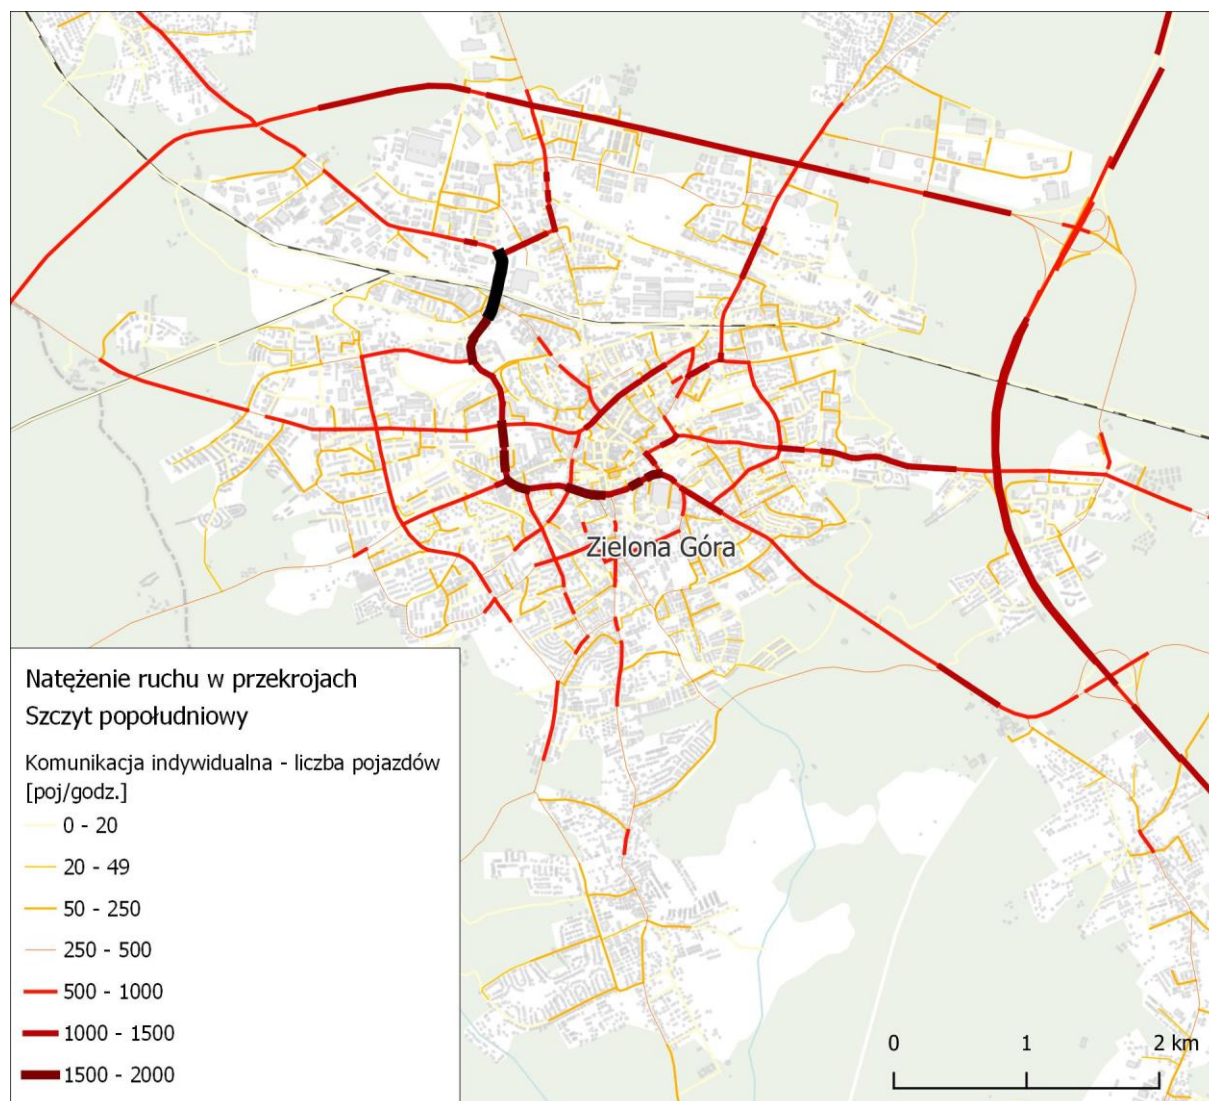 Zielona Góra
Natężenie ruchu w przekrojach
Szczyt popołudniowy
Komunikacja indywidualna - liczba pojazdów
[poj/godz.]
0 - 20
20 - 49
50 - 250
250 - 500
500 - 1000
1000 - 1500
1500 - 2000
0 1 2 km